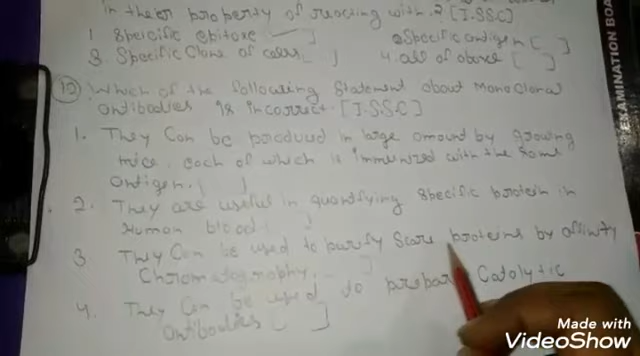 in their property of reacting with .? [I.SSC]
1 Specific epitope [ ] 2 Specific antigen [ ]
3. Specific Clone of cells [ ] 4. all of above [ ]
12 Which of the following Statement about Monoclonal
antibodies is incorrect. [I.S.S.C]
1. They Can be produced in large amound by growing
mice, each of which is immunized with the same
antigen. [ ]
2. They are useful in quantifying specific protein in
Human blood [ ]
3 They Can be used to purify Scare proteins by affinity
Chromatography. [ ]
4. They Can be used to prepare Catalytic
antibodies [ ]
EXAMINATION BOA
Made with
VideoShow